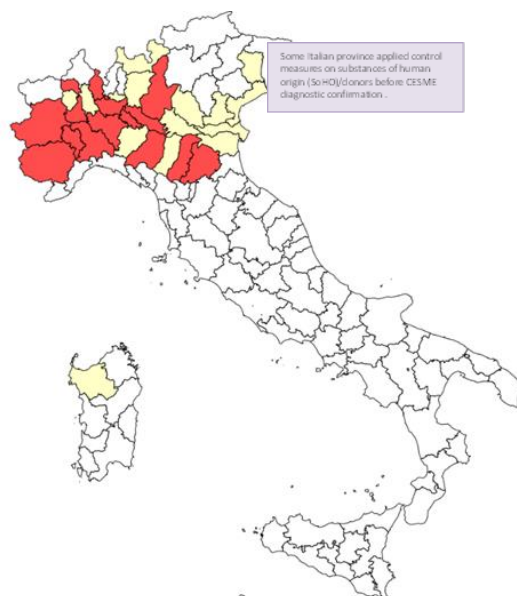 Some Italian province applied control
measures on substances of human
origin (SoHO)/donors before CESME
diagnostic confirmation .